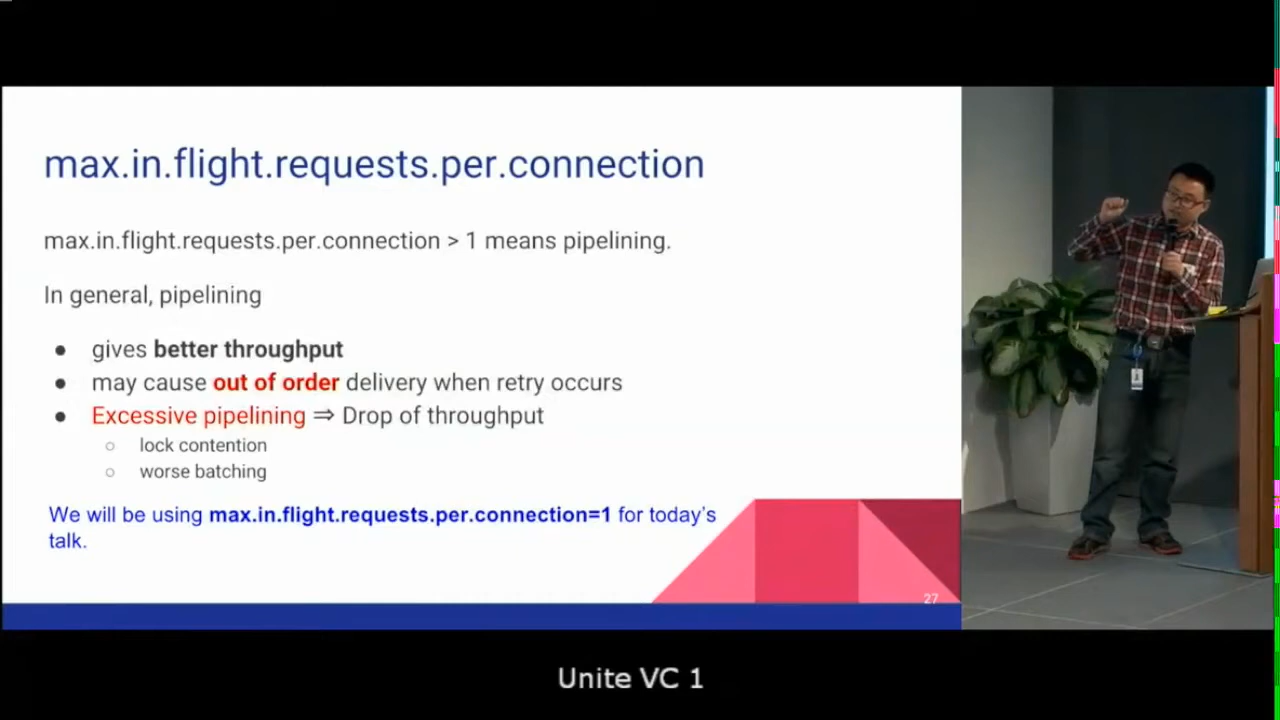 max.in.flight.requests.per.connection
max.in.flight.requests.per.connection > 1 means pipelining.
In general, pipelining
● gives better throughput
● may cause out of order delivery when retry occurs
● Excessive pipelining ⇒ Drop of throughput
○ lock contention
○ worse batching
We will be using max.in.flight.requests.per.connection=1 for today's
talk.
27
Unite VC 1